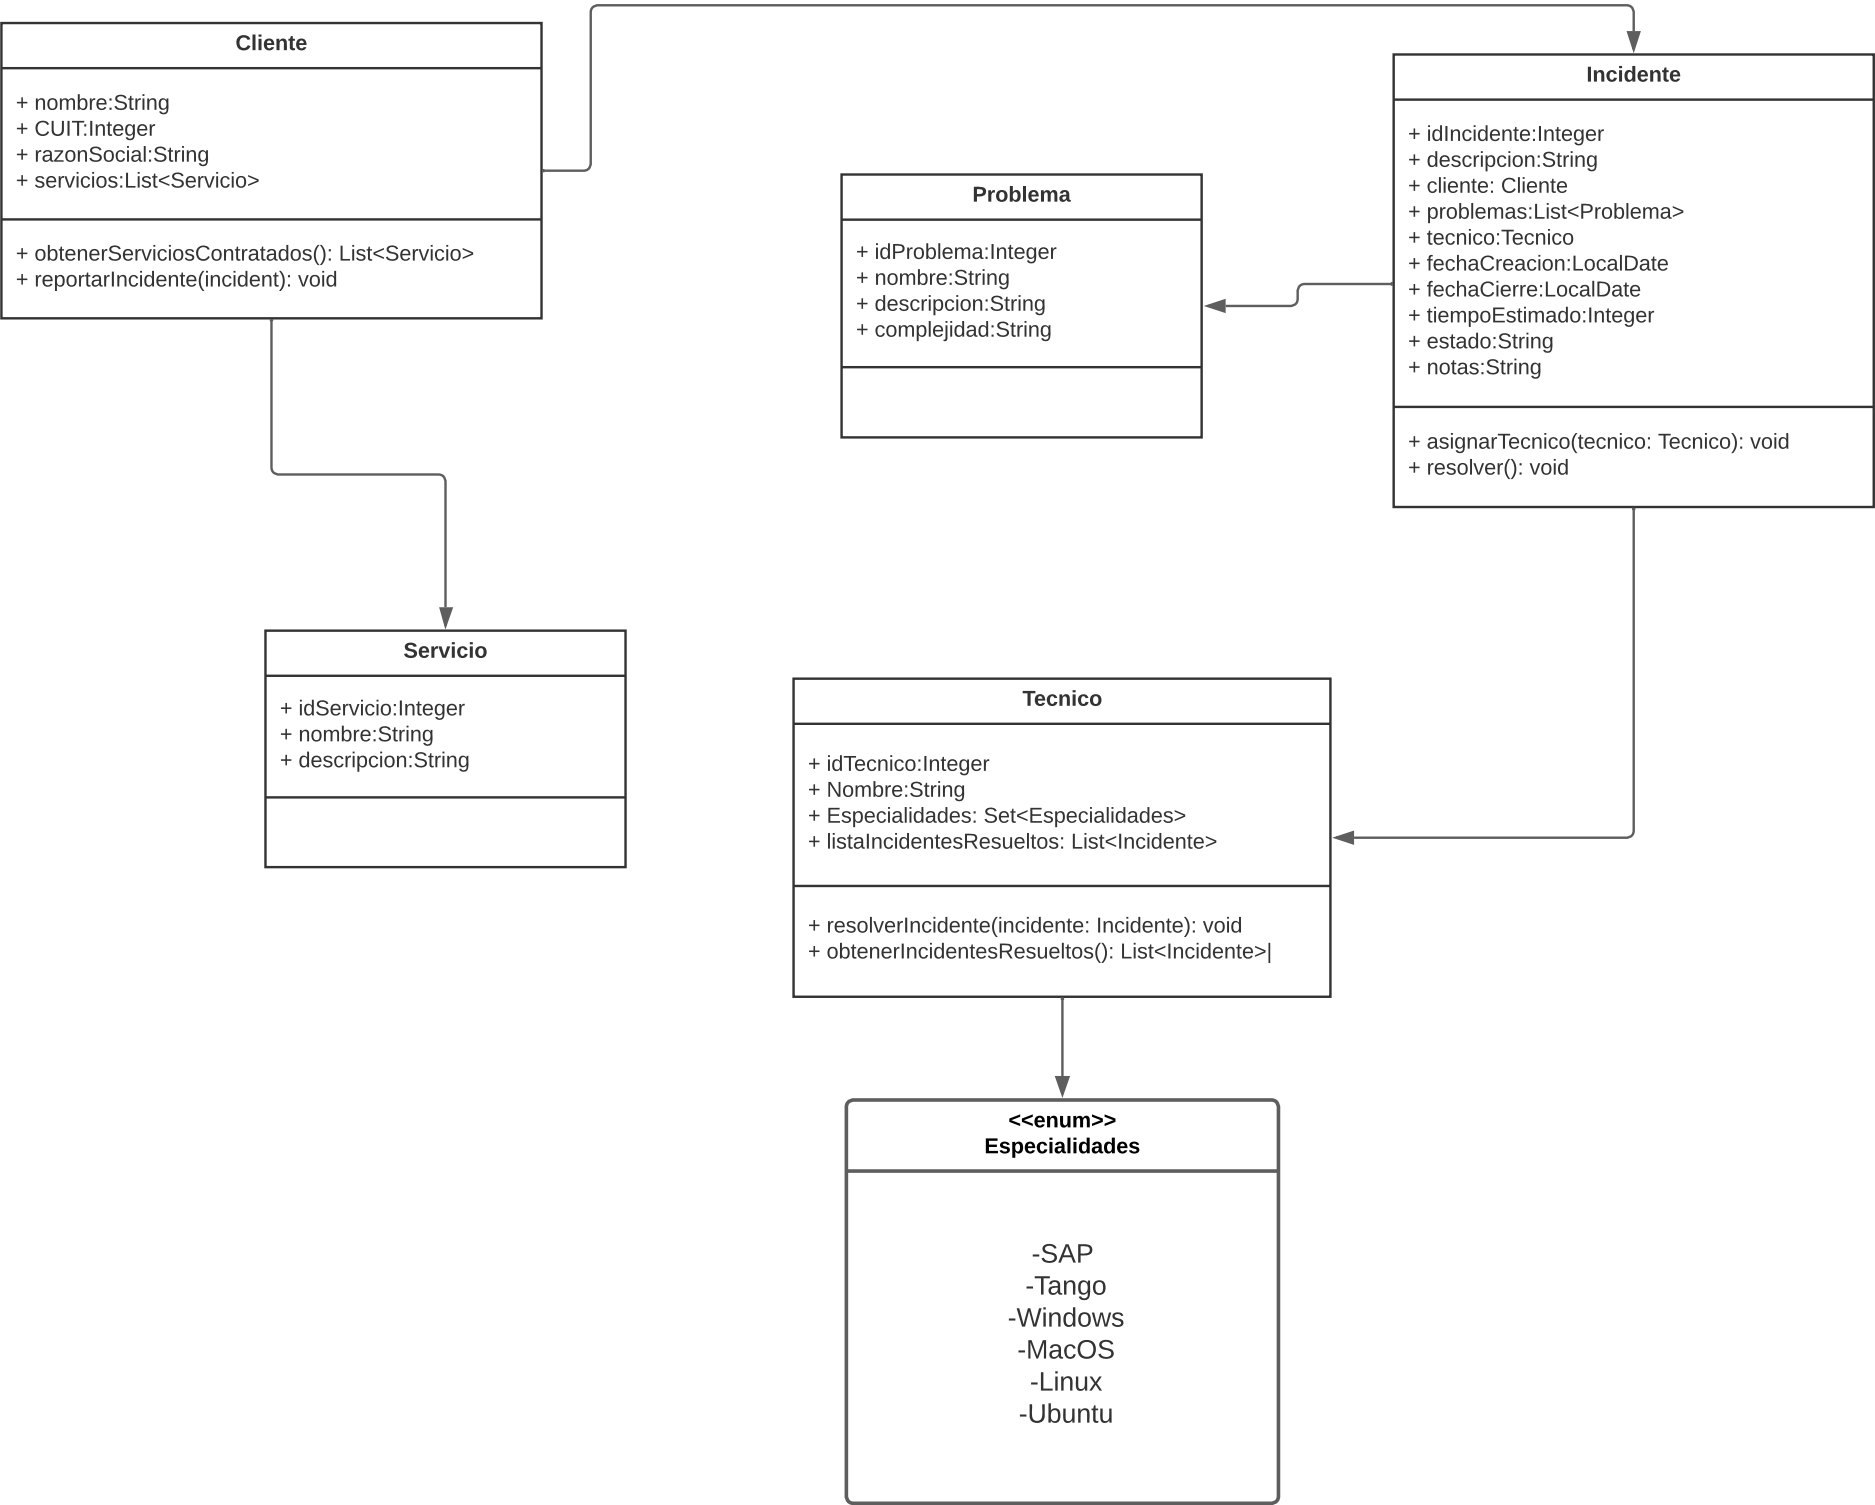 Cliente
+ nombre:String
+ CUIT:Integer
+ razonSocial:String
+ servicios:List<Servicio>
+ obtenerServiciosContratados(): List<Servicio>
+ reportarIncidente(incident): void
Incidente
+ idIncidente:Integer
+ descripcion:String
+ cliente: Cliente
+ problemas:List<Problema>
+ tecnico:Tecnico
+ fechaCreacion:LocalDate
+ fechaCierre:LocalDate
+ tiempoEstimado:Integer
+ estado:String
+ notas:String
+ asignarTecnico(tecnico: Tecnico): void
+ resolver(): void
Problema
+ idProblema:Integer
+ nombre:String
+ descripcion:String
+ complejidad:String
Servicio
+ idServicio:Integer
+ nombre:String
+ descripcion:String
Tecnico
+ idTecnico:Integer
+ Nombre:String
+ Especialidades: Set<Especialidades>
+ listaIncidentesResueltos: List<Incidente>
+ resolverIncidente(incidente: Incidente): void
+ obtenerIncidentesResueltos(): List<Incidente>|
<<enum>>
Especialidades
-SAP
-Tango
-Windows
-MacOS
-Linux
-Ubuntu